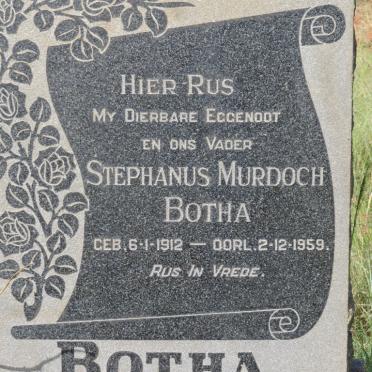 HIER RUS
MY DIERBARE EGGENOOT
EN ONS VADER
STEPHANUS MURDOCH
BOTHA
GEB. 6-1-1912 — OORL. 2-12-1959.
RUS IN VREDE.
BOTHA